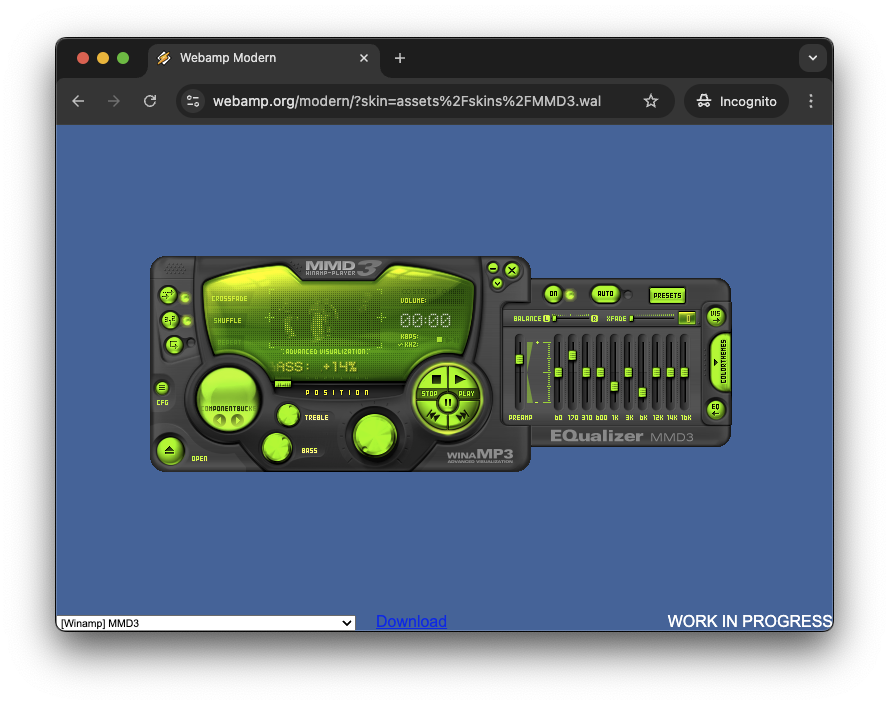 Webamp Modern
webamp.org/modern/?skin=assets%2Fskins%2FMMD3.wal
Incognito
MMD3
WINAMP-PLAYER
CROSSFADE
SHUFFLE
VOLUME:
00:00
KBPS:
KHZ:
"ADVANCED VISUALIZATION"
ASS: +14%
POSITION
STOP
PLAY
CFG
COMPONENTBUCK
TREBLE
BASS
OPEN
WINAMP3
ADVANCED VISUALIZATION
ON
AUTO
PRESETS
BALANCE L R XFADE
VIS
COLORTHEMES
EQ
PREAMP 60 170 310 600 1K 3K 6K 12K 14K 16K
EQualizer MMD3
[Winamp] MMD3
Download
WORK IN PROGRESS